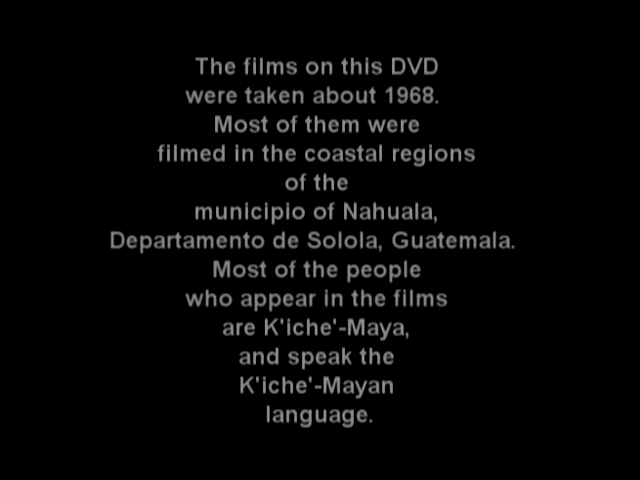 The films on this DVD
were taken about 1968.
Most of them were
filmed in the coastal regions
of the
municipio of Nahuala,
Departamento de Solola, Guatemala.
Most of the people
who appear in the films
are K'iche'-Maya,
and speak the
K'iche'-Mayan
language.